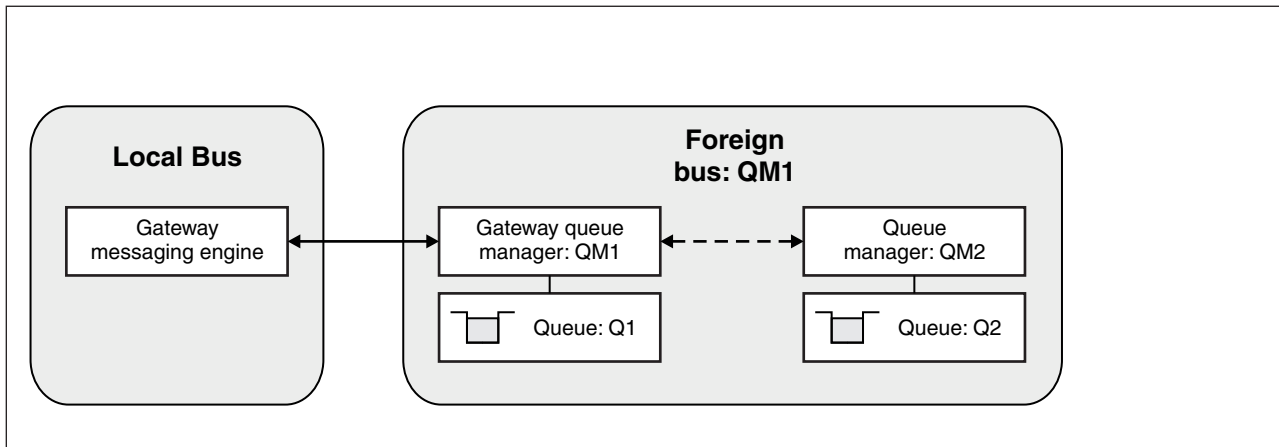 Local Bus
Gateway
messaging engine
Foreign
bus: QM1
Gateway queue
manager: QM1
Queue: Q1
Queue
manager: QM2
Queue: Q2